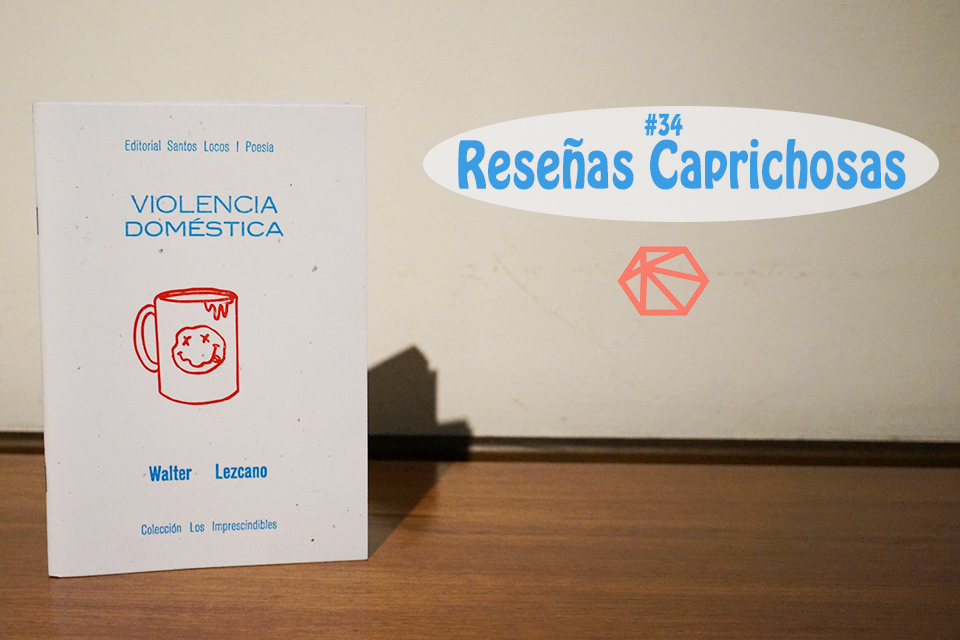 Editorial Santos Locos | Poesía
VIOLENCIA
DOMÉSTICA
Walter Lezcano
Colección Los Imprescindibles
#34
Reseñas Caprichosas